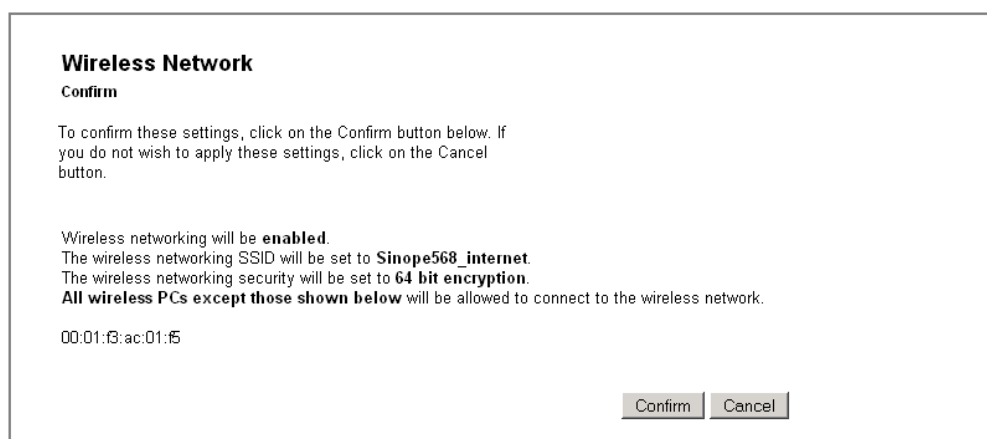 Wireless Network
Confirm
To confirm these settings, click on the Confirm button below. If
you do not wish to apply these settings, click on the Cancel
button.
Wireless networking will be enabled.
The wireless networking SSID will be set to Sinope568_internet.
The wireless networking security will be set to 64 bit encryption.
All wireless PCs except those shown below will be allowed to connect to the wireless network.
00:01:f3:ac:01:f5
Confirm Cancel